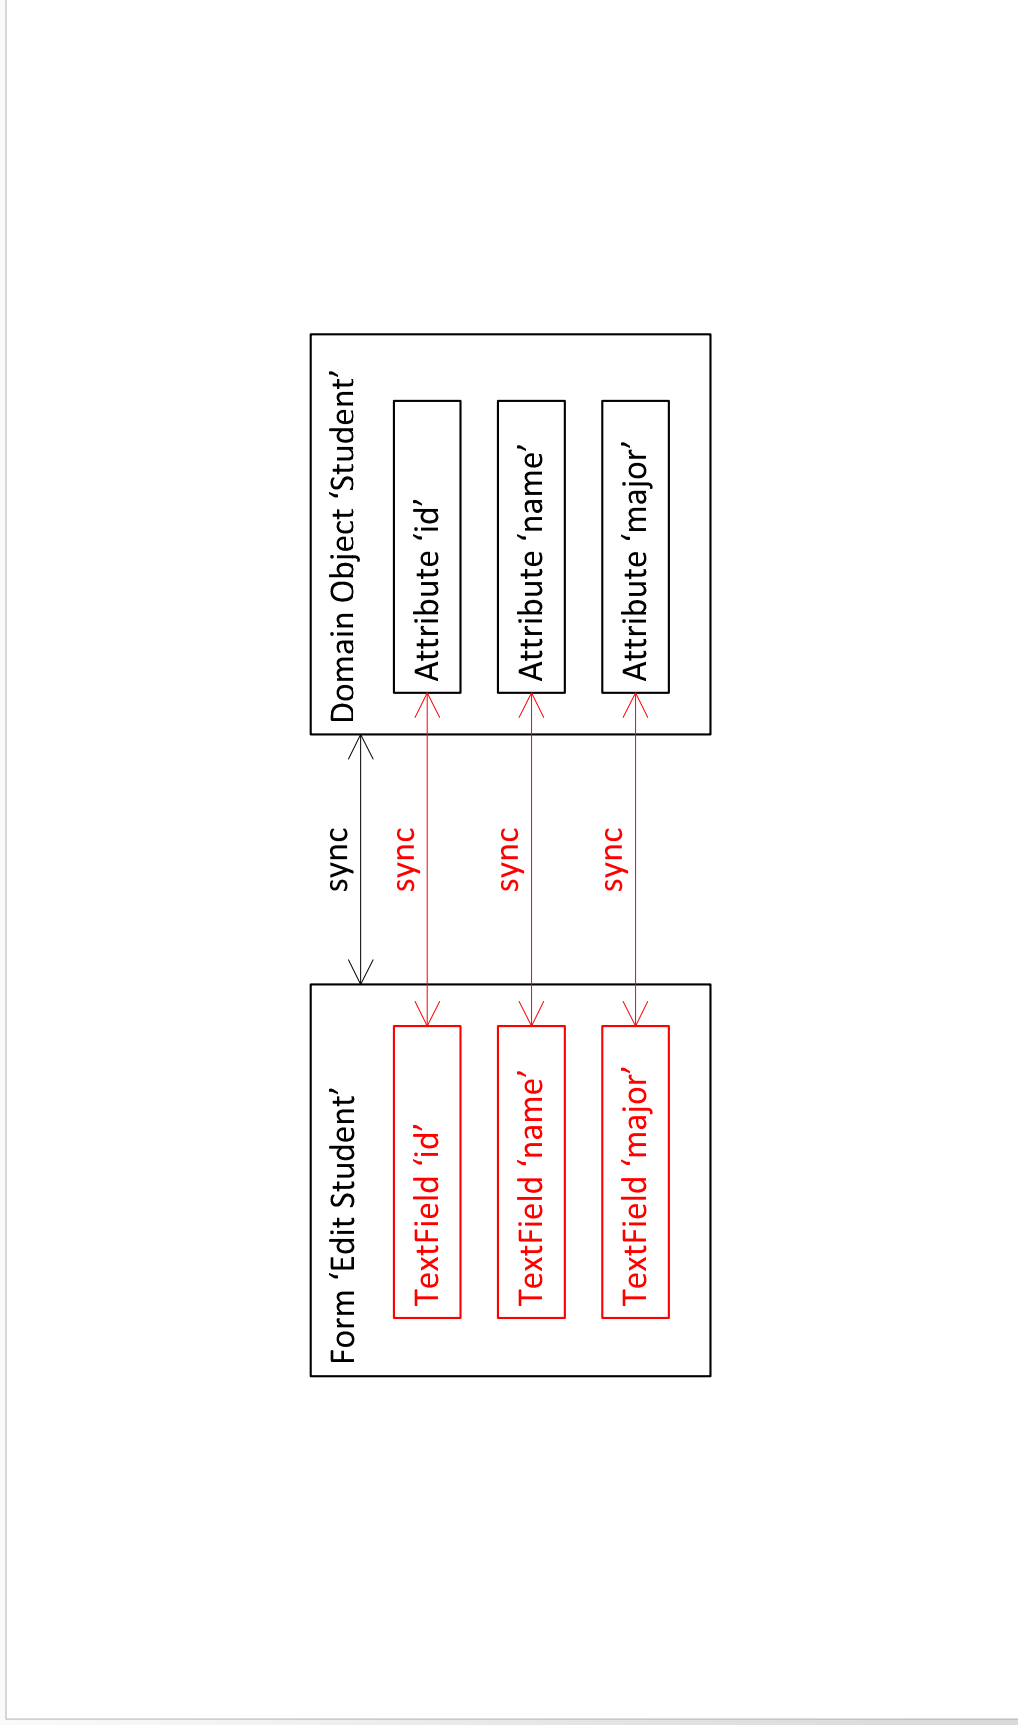 Form ‘Edit Student’
TextField ‘id’
TextField ‘name’
TextField ‘major’
sync
sync
sync
sync
Domain Object ‘Student’
Attribute ‘id’
Attribute ‘name’
Attribute ‘major’